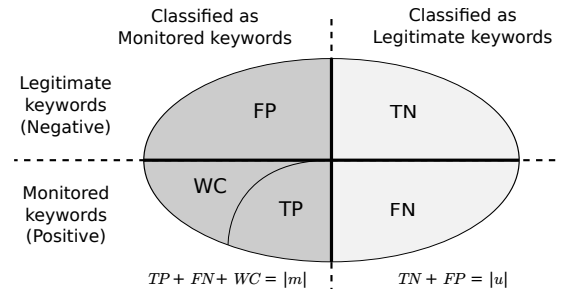 Classified as
Monitored keywords
Classified as
Legitimate keywords
Legitimate
keywords
(Negative)
FP
TN
Monitored
keywords
(Positive)
WC
TP
FN
TP + FN + WC = |m|
TN + FP = |u|